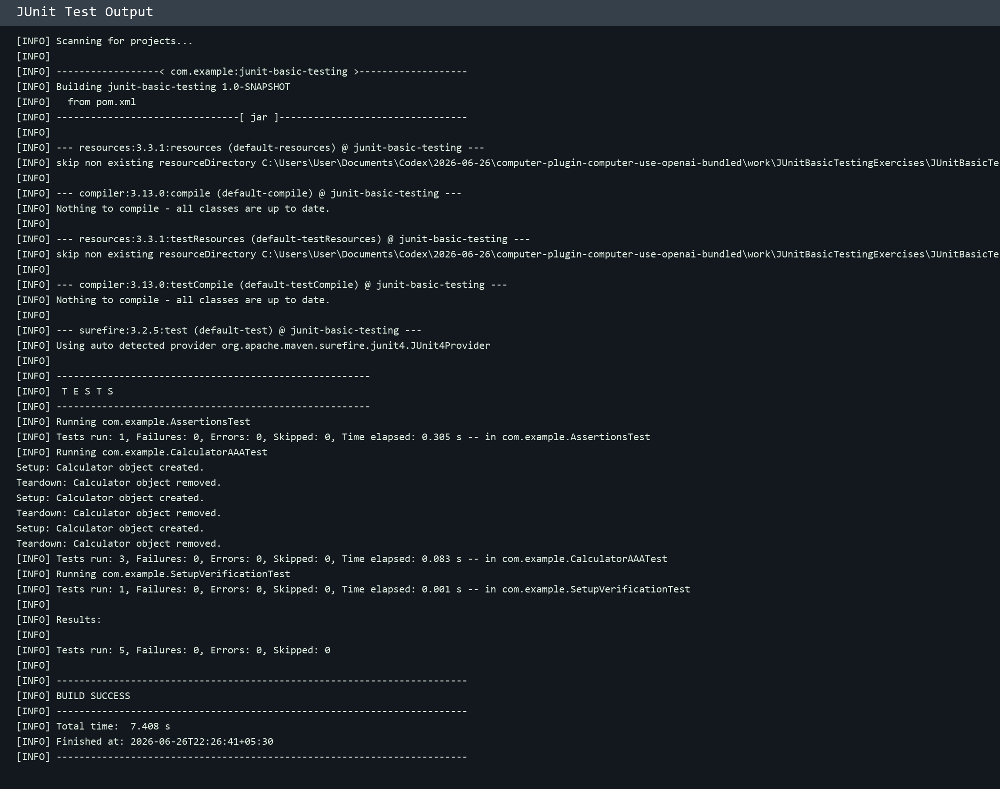 JUnit Test Output
[INFO] Scanning for projects...
[INFO]
[INFO] ------------------< com.example:junit-basic-testing >-------------------
[INFO] Building junit-basic-testing 1.0-SNAPSHOT
[INFO]   from pom.xml
[INFO] --------------------------------[ jar ]---------------------------------
[INFO]
[INFO] --- resources:3.3.1:resources (default-resources) @ junit-basic-testing ---
[INFO] skip non existing resourceDirectory C:\Users\User\Documents\Codex\2026-06-26\computer-plugin-computer-use-openai-bundled\work\JUnitBasicTestingExercises\JUnitBasicTe
[INFO]
[INFO] --- compiler:3.13.0:compile (default-compile) @ junit-basic-testing ---
[INFO] Nothing to compile - all classes are up to date.
[INFO]
[INFO] --- resources:3.3.1:testResources (default-testResources) @ junit-basic-testing ---
[INFO] skip non existing resourceDirectory C:\Users\User\Documents\Codex\2026-06-26\computer-plugin-computer-use-openai-bundled\work\JUnitBasicTestingExercises\JUnitBasicTe
[INFO]
[INFO] --- compiler:3.13.0:testCompile (default-testCompile) @ junit-basic-testing ---
[INFO] Nothing to compile - all classes are up to date.
[INFO]
[INFO] --- surefire:3.2.5:test (default-test) @ junit-basic-testing ---
[INFO] Using auto detected provider org.apache.maven.surefire.junit4.JUnit4Provider
[INFO]
[INFO] -------------------------------------------------------
[INFO]  T E S T S
[INFO] -------------------------------------------------------
[INFO] Running com.example.AssertionsTest
[INFO] Tests run: 1, Failures: 0, Errors: 0, Skipped: 0, Time elapsed: 0.305 s -- in com.example.AssertionsTest
[INFO] Running com.example.CalculatorAAATest
Setup: Calculator object created.
Teardown: Calculator object removed.
Setup: Calculator object created.
Teardown: Calculator object removed.
Setup: Calculator object created.
Teardown: Calculator object removed.
[INFO] Tests run: 3, Failures: 0, Errors: 0, Skipped: 0, Time elapsed: 0.083 s -- in com.example.CalculatorAAATest
[INFO] Running com.example.SetupVerificationTest
[INFO] Tests run: 1, Failures: 0, Errors: 0, Skipped: 0, Time elapsed: 0.001 s -- in com.example.SetupVerificationTest
[INFO]
[INFO] Results:
[INFO]
[INFO] Tests run: 5, Failures: 0, Errors: 0, Skipped: 0
[INFO]
[INFO] ------------------------------------------------------------------------
[INFO] BUILD SUCCESS
[INFO] ------------------------------------------------------------------------
[INFO] Total time:  7.408 s
[INFO] Finished at: 2026-06-26T22:26:41+05:30
[INFO] ------------------------------------------------------------------------